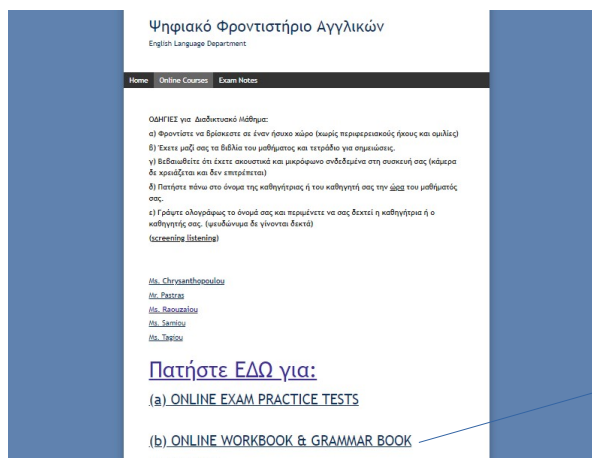 Ψηφιακό Φροντιστήριο Αγγλικών
English Language Department
Home Online Courses Exam Notes
ΟΔΗΓΙΕΣ για Διαδικτυακό Μάθημα:
α) Φροντίστε να βρίσκεστε σε έναν ήσυχο χώρο (χωρίς περιφερειακούς ήχους και ομιλίες)
β) Έχετε μαζί σας τα βιβλία του μαθήματος και τετράδιο για σημειώσεις.
γ) Βεβαιωθείτε ότι έχετε ακουστικά και μικρόφωνο σνδεδεμένα στη συσκευή σας (κάμερα
δε χρειάζεται και δεν επιτρέπεται)
δ) Πατήστε πάνω στο όνομα της καθηγήτριας ή του καθηγητή σας την ώρα του μαθήματός
σας.
ε) Γράψτε ολογράφως το όνομά σας και περιμένετε να σας δεχτεί η καθηγήτρια ή ο
καθηγητής σας. (ψευδώνυμα δε γίνονται δεκτά)
(screening listening)
Ms. Chrysanthopoulou
Mr. Pastras
Ms. Raouzaiou
Ms. Samiou
Ms. Tagiou
Πατήστε ΕΔΩ για:
(a) ONLINE EXAM PRACTICE TESTS
(b) ONLINE WORKBOOK & GRAMMAR BOOK